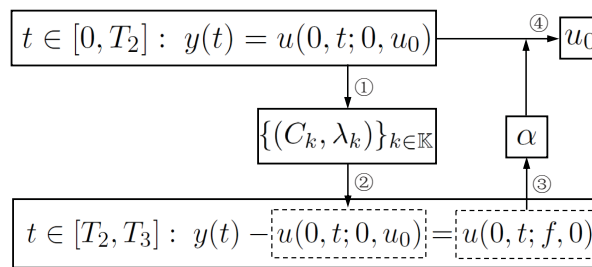 t ∈ [0, T₂] : y(t) = u(0, t; 0, u₀) ④ u₀
①
{(Cₖ, λₖ)}ₖ∈𝕂 α
② ③
t ∈ [T₂, T₃] : y(t) − u(0, t; 0, u₀) = u(0, t; f, 0)